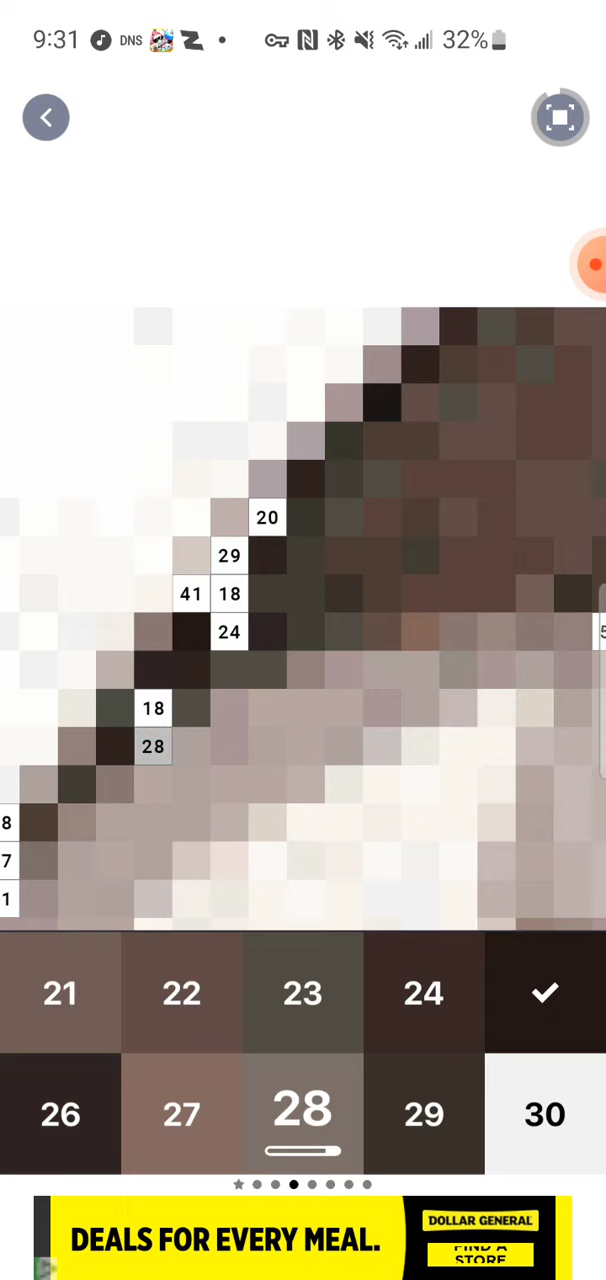 9:31 DNS 32%
20
29
41 18
24
18
28
8
7
1
21 22 23 24
26 27 28 29 30
DEALS FOR EVERY MEAL.
DOLLAR GENERAL
FIND A
STORE